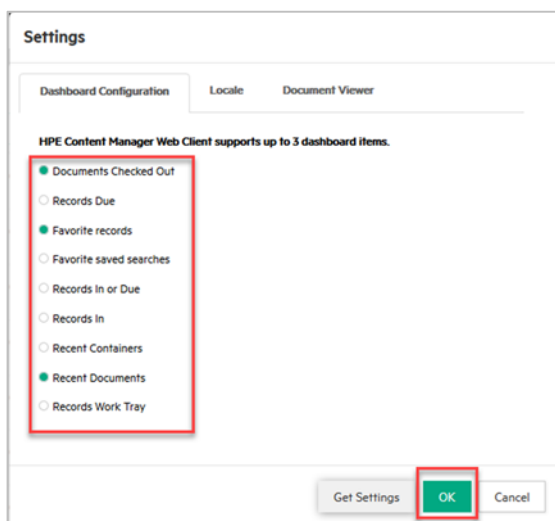 Settings
Dashboard Configuration Locale Document Viewer
HPE Content Manager Web Client supports up to 3 dashboard items.
Documents Checked Out
Records Due
Favorite records
Favorite saved searches
Records In or Due
Records In
Recent Containers
Recent Documents
Records Work Tray
Get Settings OK Cancel